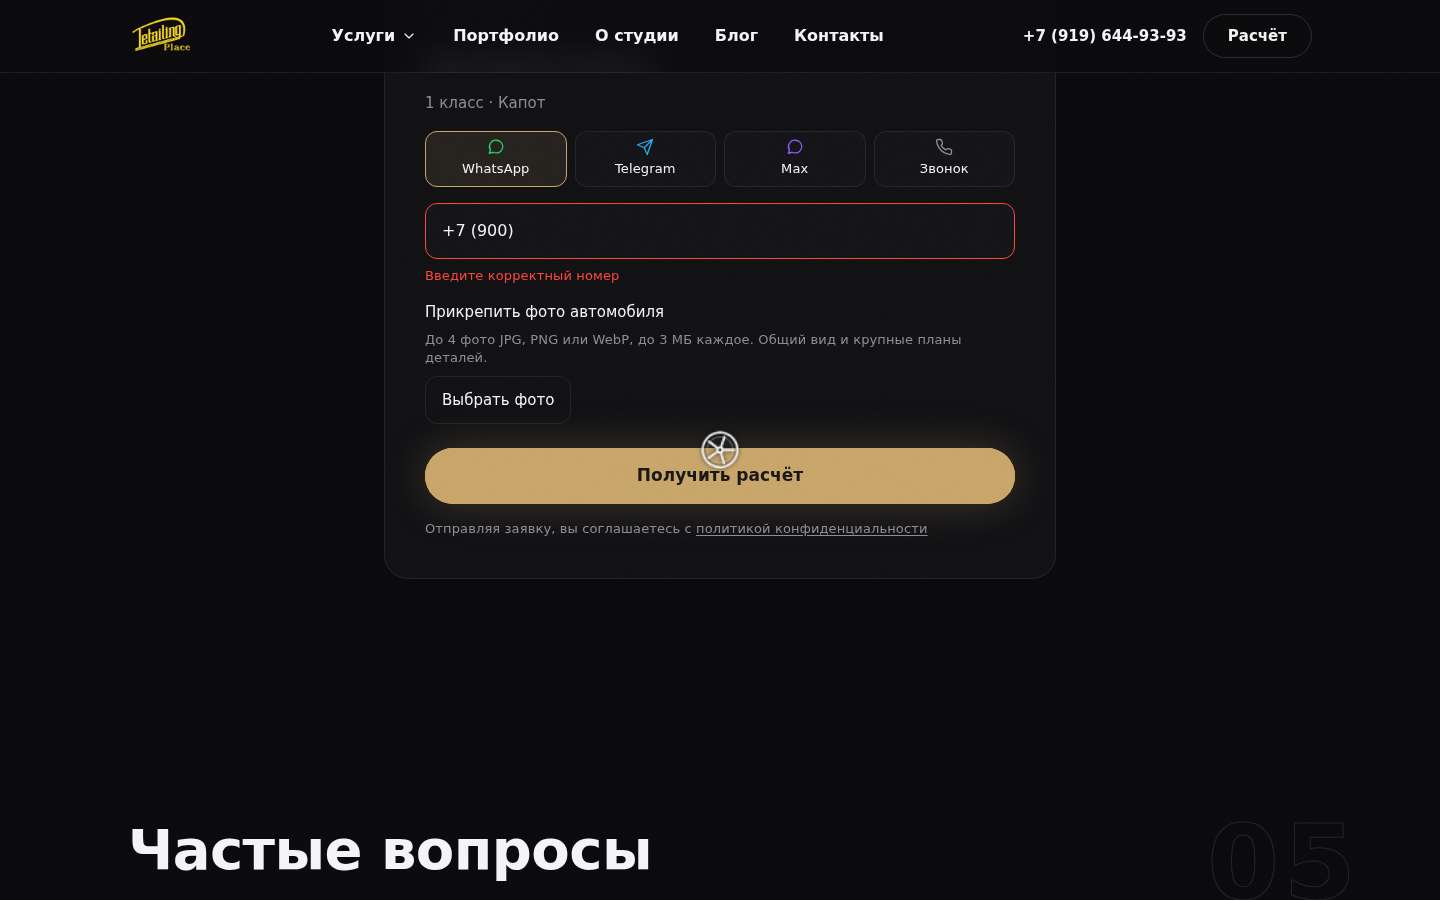 Detailing
Place
Услуги
Портфолио
О студии
Блог
Контакты
+7 (919) 644-93-93
Расчёт
1 класс · Капот
WhatsApp
Telegram
Max
Звонок
+7 (900)
Введите корректный номер
Прикрепить фото автомобиля
До 4 фото JPG, PNG или WebP, до 3 МБ каждое. Общий вид и крупные планы
деталей.
Выбрать фото
Получить расчёт
Отправляя заявку, вы соглашаетесь с политикой конфиденциальности
Частые вопросы
05